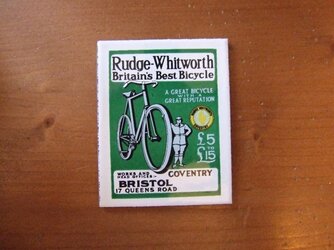 Rudge-Whitworth
Britain's Best Bicycle
A GREAT BICYCLE
WITH A
GREAT REPUTATION
£5
TO
£15
WORKS AND
HEAD OFFICES-
COVENTRY
BRISTOL
17 QUEENS ROAD